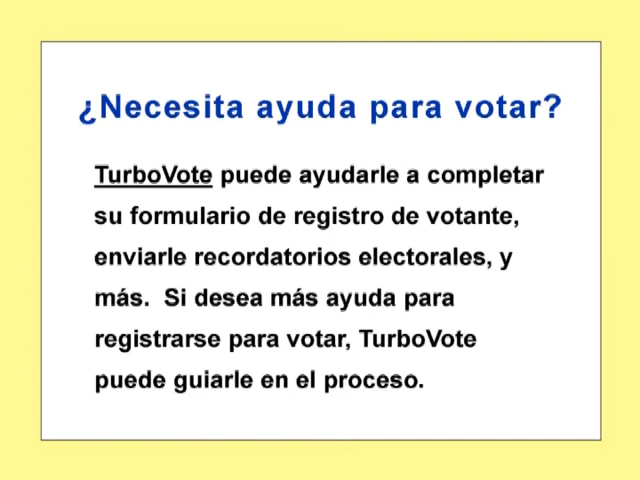 ¿Necesita ayuda para votar?
TurboVote puede ayudarle a completar
su formulario de registro de votante,
enviarle recordatorios electorales, y
más.  Si desea más ayuda para
registrarse para votar, TurboVote
puede guiarle en el proceso.